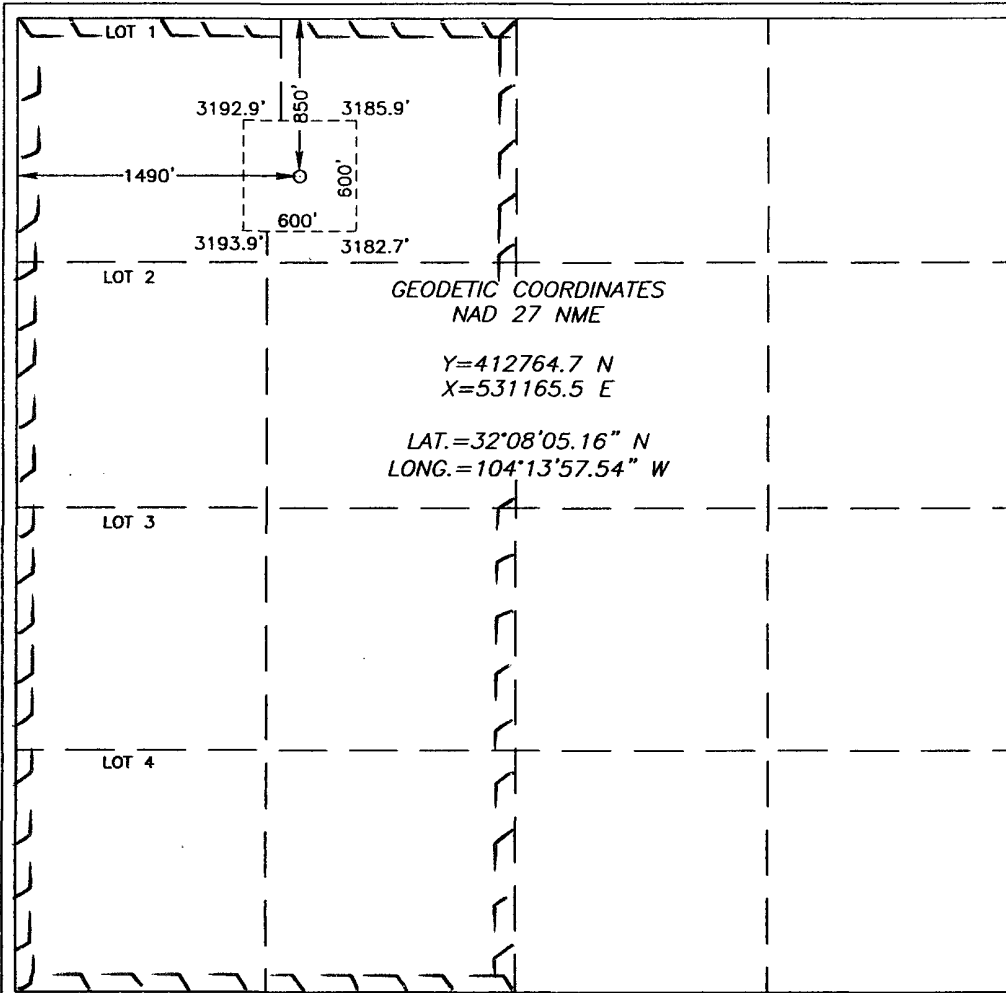 LOT 1
850'
3192.9' 3185.9'
1490'
600'
600'
3193.9' 3182.7'
LOT 2
GEODETIC COORDINATES
NAD 27 NME
Y=412764.7 N
X=531165.5 E
LAT.=32°08'05.16" N
LONG.=104°13'57.54" W
LOT 3
LOT 4